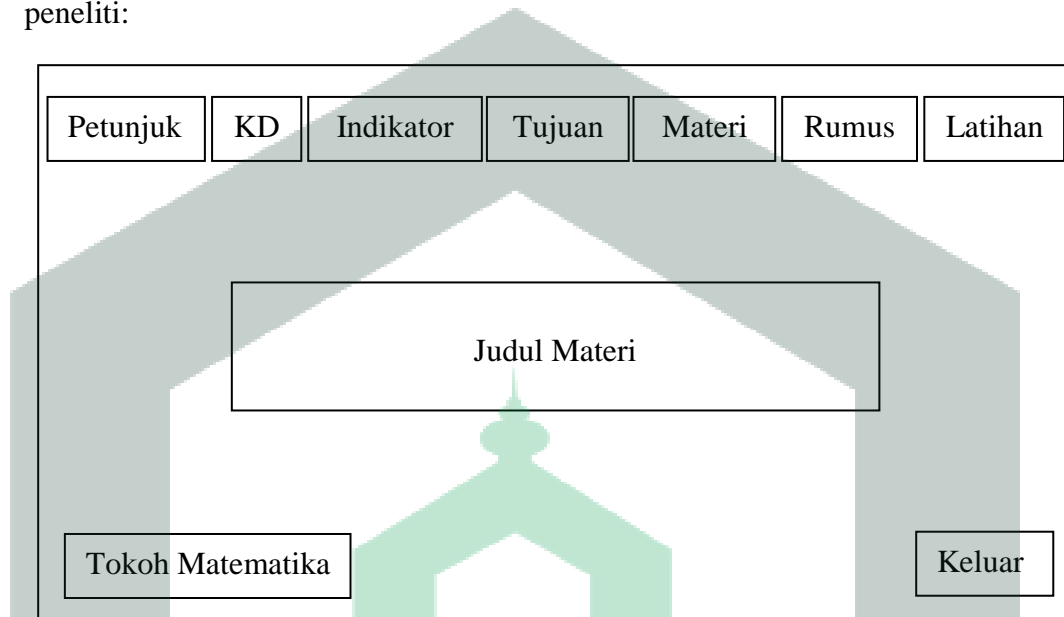 peneliti:
Petunjuk KD Indikator Tujuan Materi Rumus Latihan
Judul Materi
Tokoh Matematika Keluar